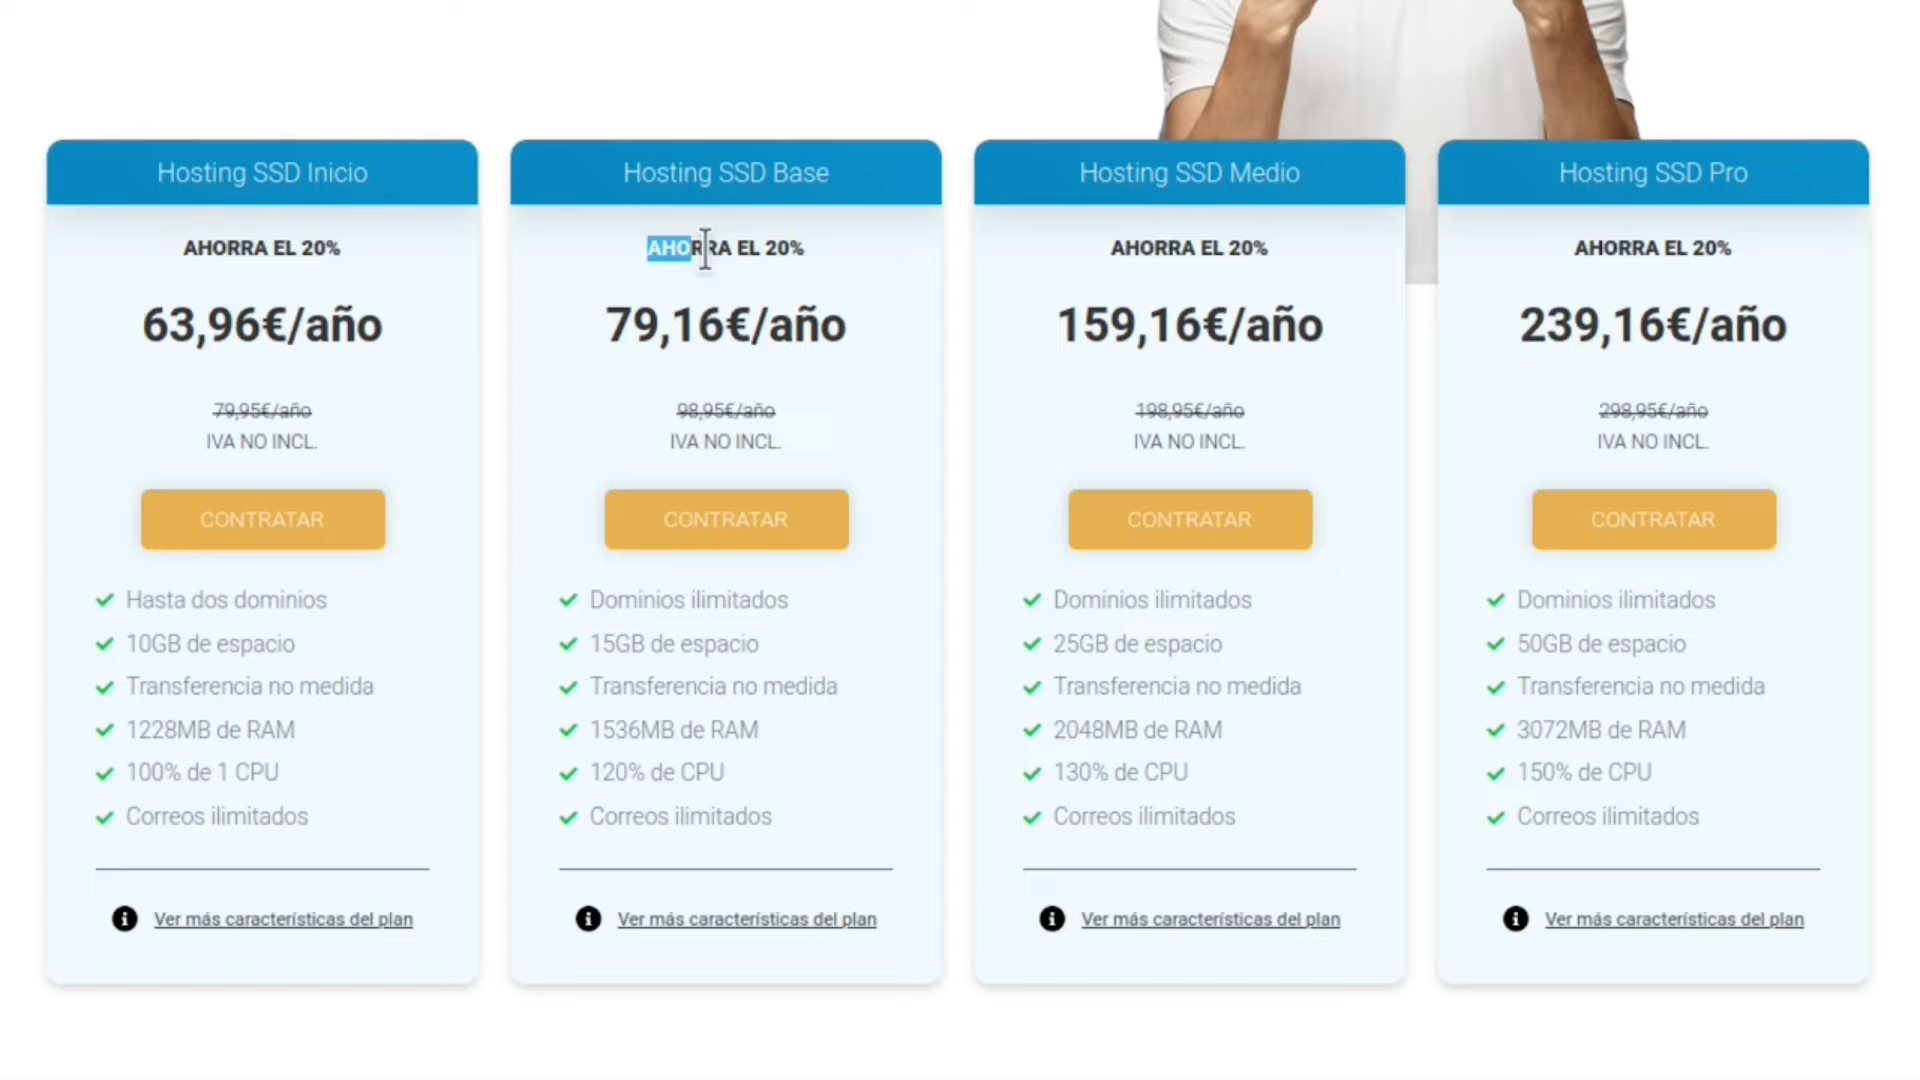 Hosting SSD Inicio
AHORRA EL 20%
63,96€/año
79,95€/año
IVA NO INCL.
CONTRATAR
Hasta dos dominios
10GB de espacio
Transferencia no medida
1228MB de RAM
100% de 1 CPU
Correos ilimitados
Ver más características del plan
Hosting SSD Base
AHORRA EL 20%
79,16€/año
98,95€/año
IVA NO INCL.
CONTRATAR
Dominios ilimitados
15GB de espacio
Transferencia no medida
1536MB de RAM
120% de CPU
Correos ilimitados
Ver más características del plan
Hosting SSD Medio
AHORRA EL 20%
159,16€/año
198,95€/año
IVA NO INCL.
CONTRATAR
Dominios ilimitados
25GB de espacio
Transferencia no medida
2048MB de RAM
130% de CPU
Correos ilimitados
Ver más características del plan
Hosting SSD Pro
AHORRA EL 20%
239,16€/año
298,95€/año
IVA NO INCL.
CONTRATAR
Dominios ilimitados
50GB de espacio
Transferencia no medida
3072MB de RAM
150% de CPU
Correos ilimitados
Ver más características del plan